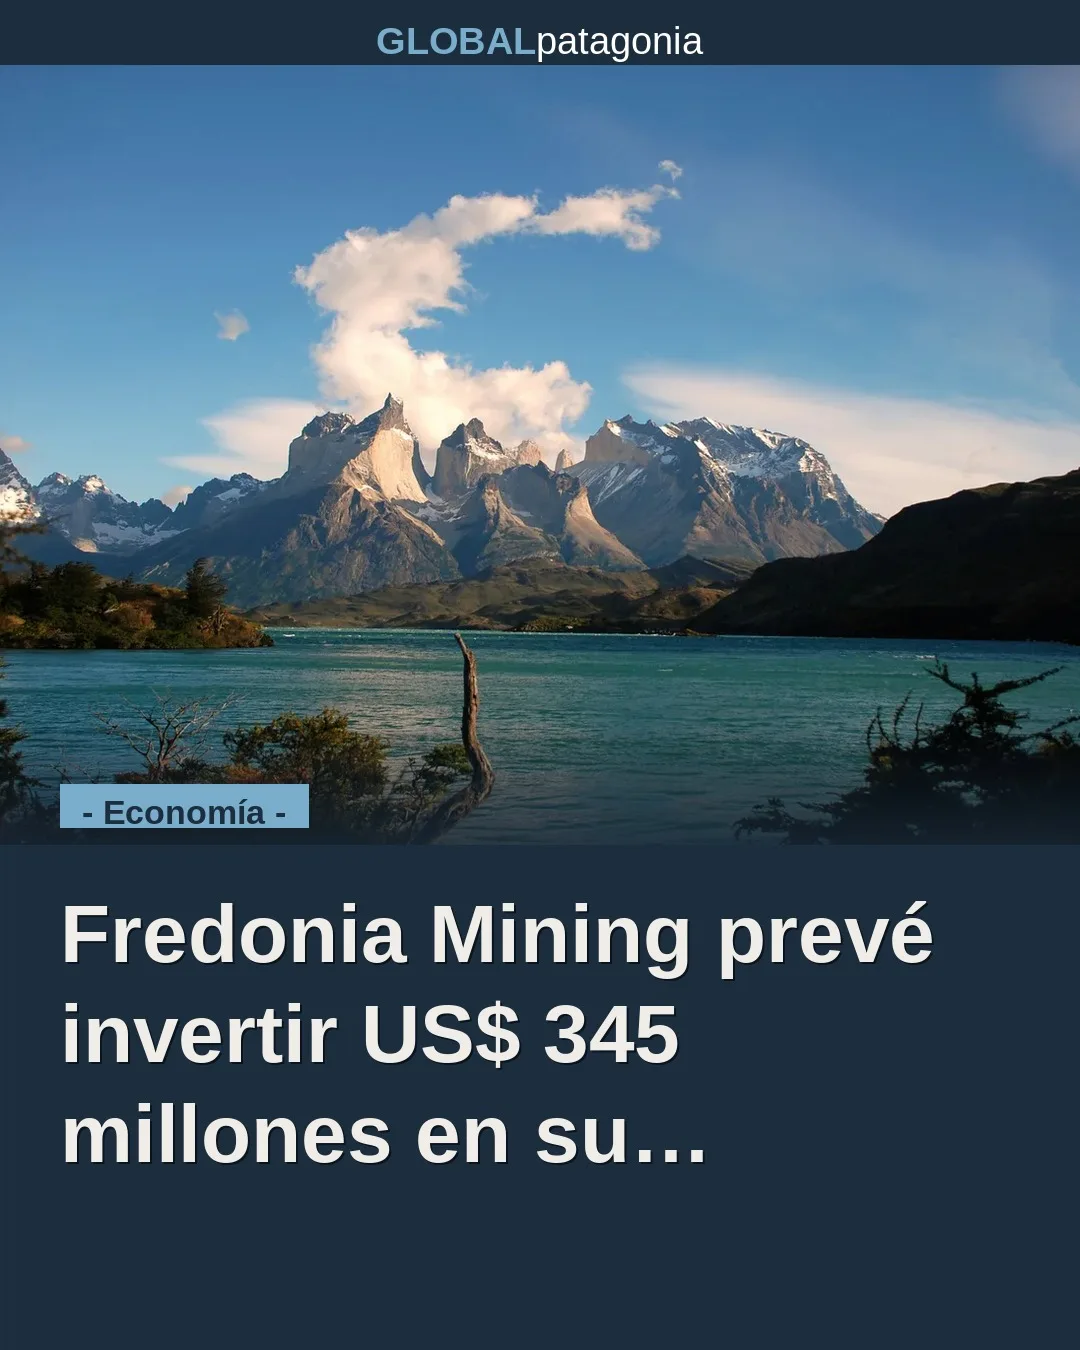 GLOBALpatagonia
- Economía -
Fredonia Mining prevé
invertir US$ 345
millones en su...